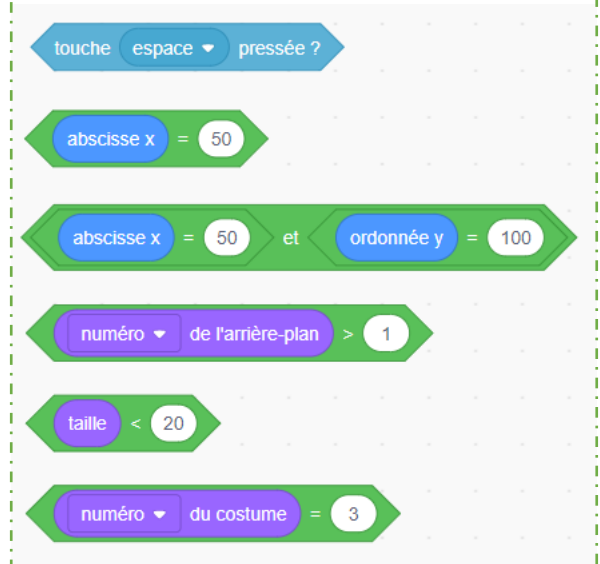 touche espace pressée ?
abscisse x = 50
abscisse x = 50 et ordonnée y = 100
numéro de l'arrière-plan > 1
taille < 20
numéro du costume = 3